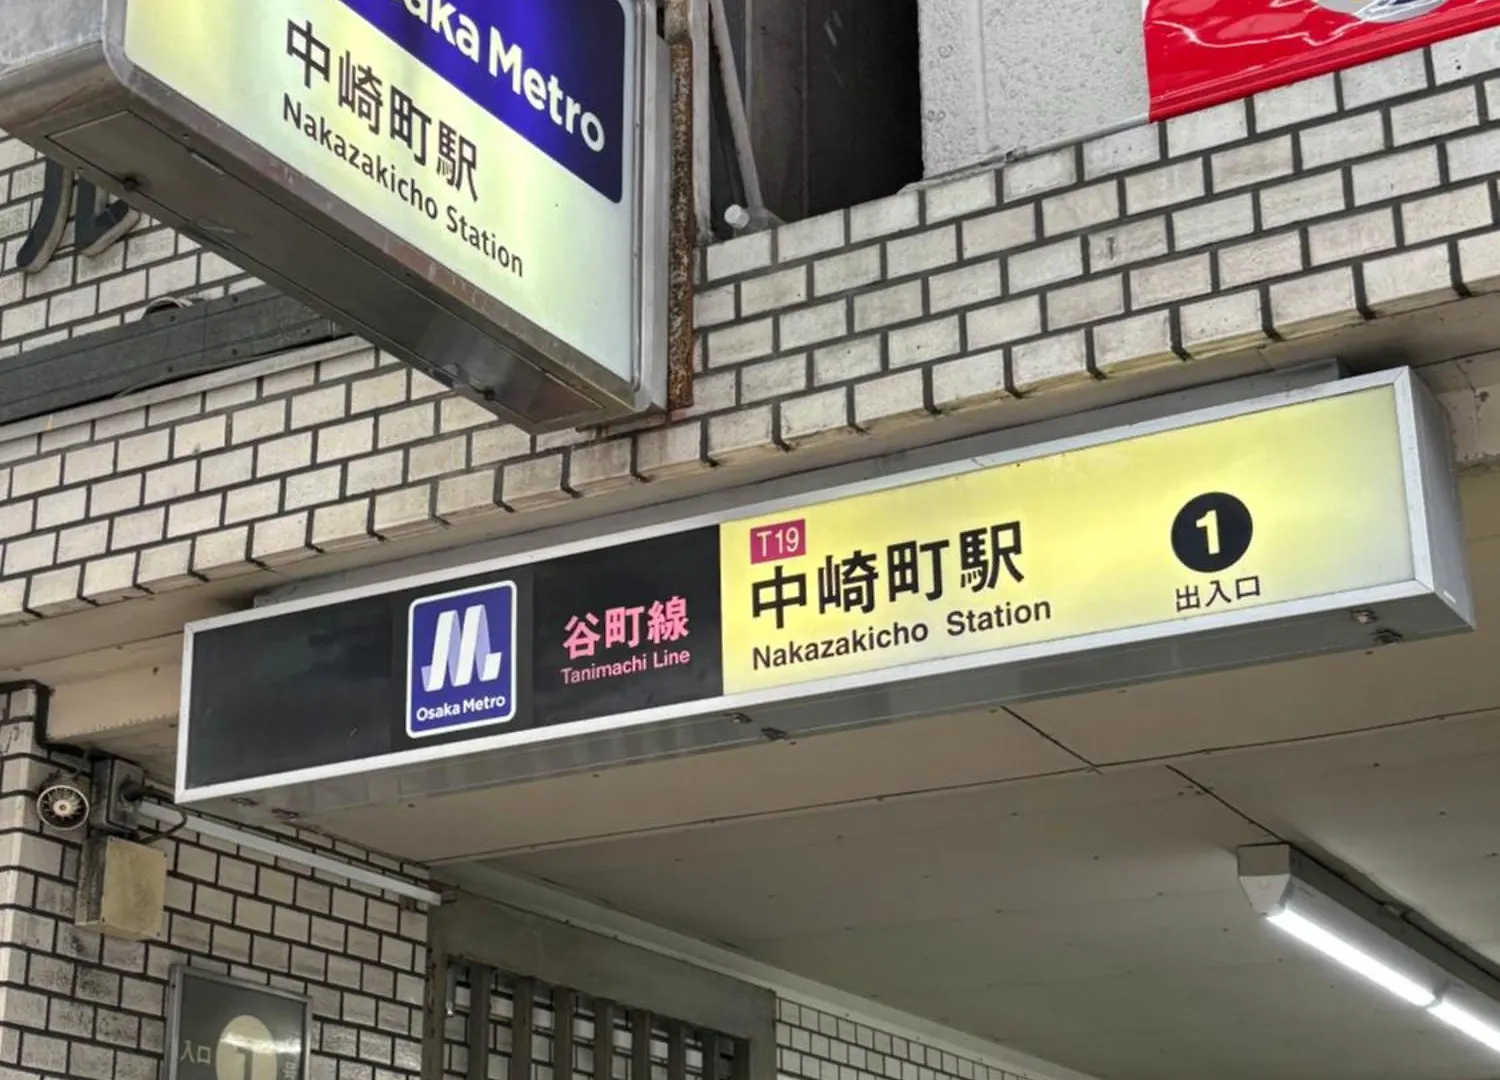 aka Metro
中崎町駅
Nakazakicho Station
Osaka Metro
谷町線
Tanimachi Line
T19
中崎町駅
Nakazakicho Station
1
出入口
入口 1